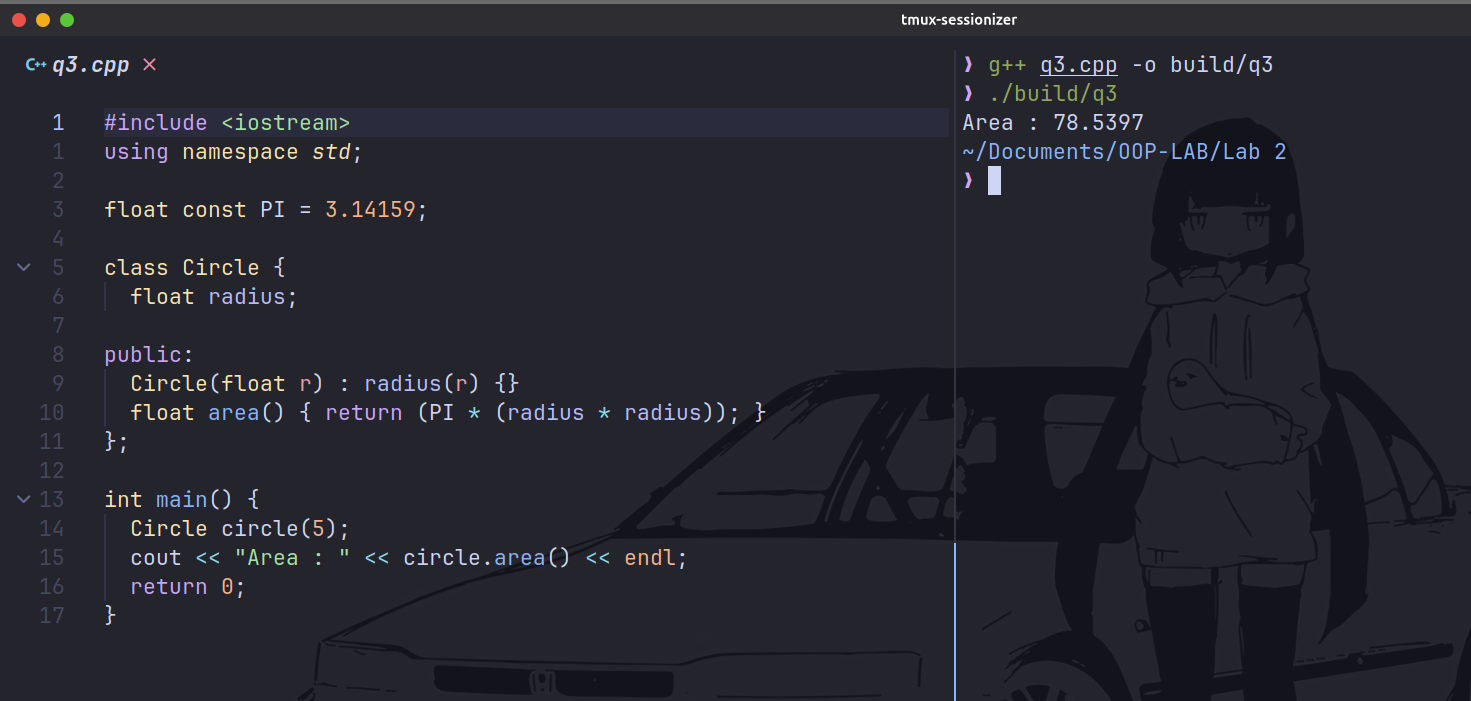 tmux-sessionizer
C++ q3.cpp ×
1 #include <iostream>
1 using namespace std;
2
3 float const PI = 3.14159;
4
5 class Circle {
6 float radius;
7
8 public:
9 Circle(float r) : radius(r) {}
10 float area() { return (PI * (radius * radius)); }
11 };
12
13 int main() {
14 Circle circle(5);
15 cout << "Area : " << circle.area() << endl;
16 return 0;
17 }
❱ g++ q3.cpp -o build/q3
❱ ./build/q3
Area : 78.5397
~/Documents/OOP-LAB/Lab 2
❱